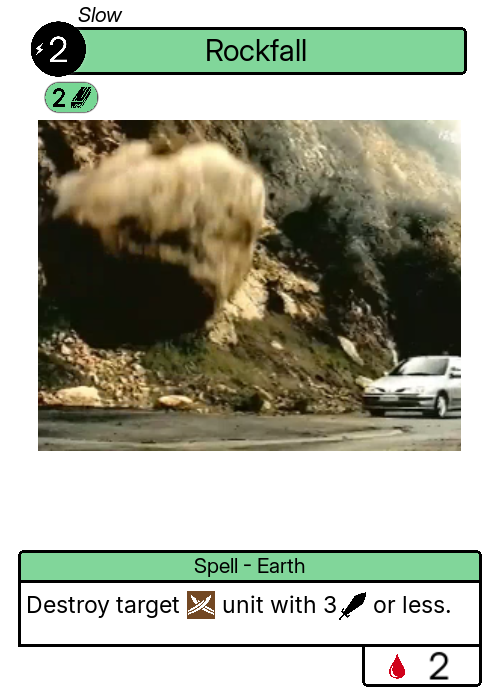 Slow
2
Rockfall
2
Spell - Earth
Destroy target unit with 3 or less.
2